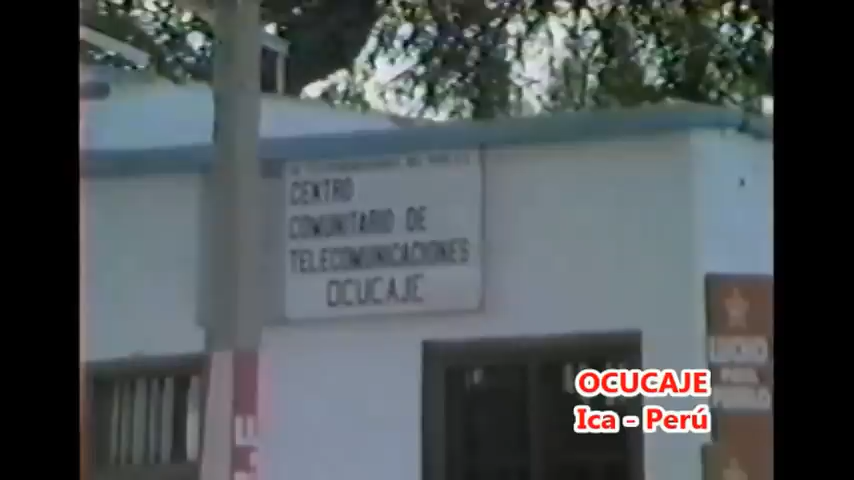 CENTRO
COMUNITARIO DE
TELECOMUNICACIONES
OCUCAJE
OCUCAJE
Ica - Perú